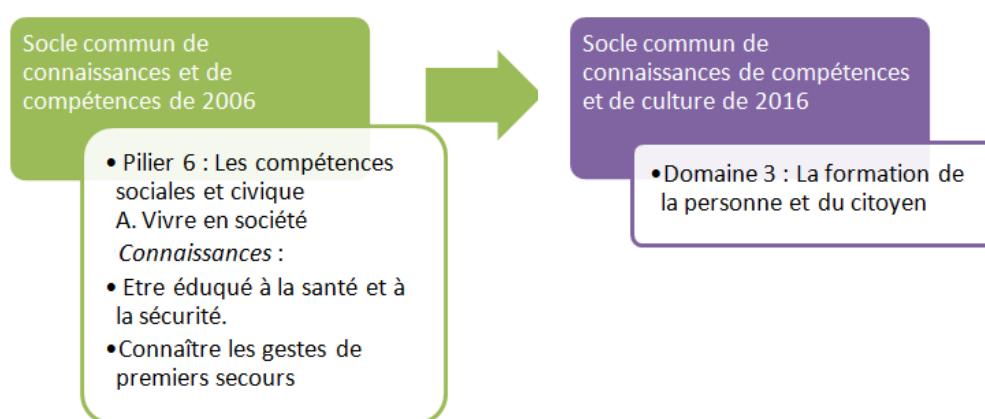 Socle commun de
connaissances et de
compétences de 2006
• Pilier 6 : Les compétences
sociales et civique
A. Vivre en société
Connaissances :
• Etre éduqué à la santé et à
la sécurité.
•Connaître les gestes de
premiers secours
Socle commun de
connaissances de compétences
et de culture de 2016
•Domaine 3 : La formation de
la personne et du citoyen